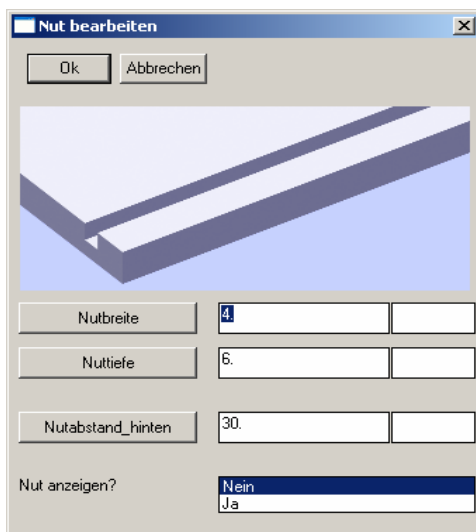 Nut bearbeiten
Ok Abbrechen
Nutbreite 4.
Nuttiefe 6.
Nutabstand_hinten 30.
Nut anzeigen? Nein
Ja